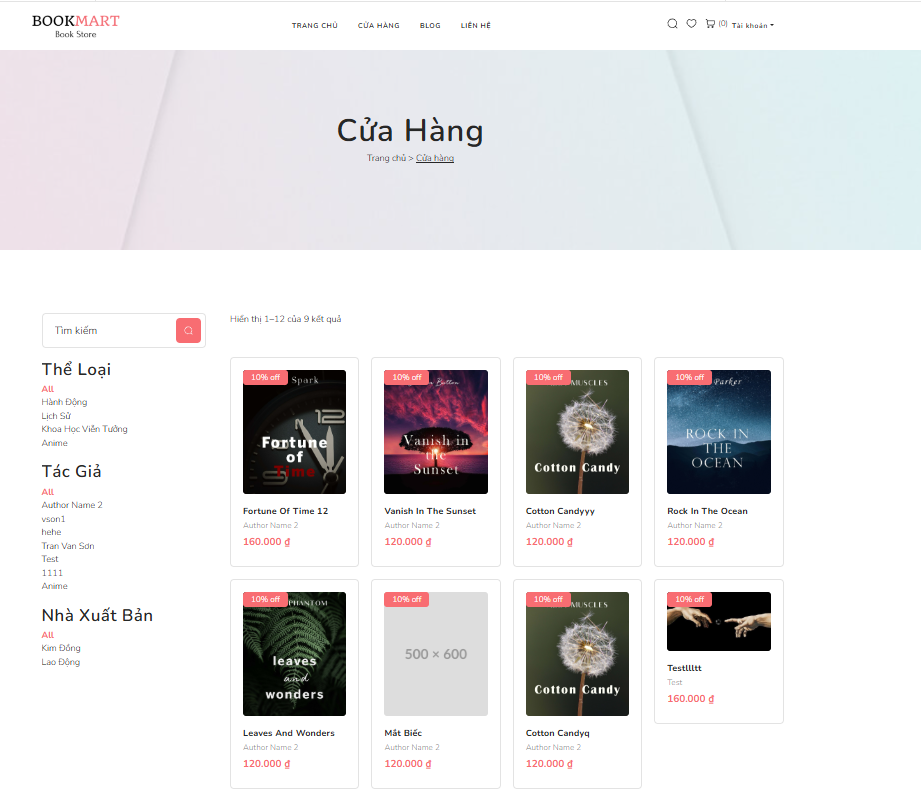 BOOKMART
Book Store
TRANG CHỦ CỬA HÀNG BLOG LIÊN HỆ
(0) Tài khoản
Cửa Hàng
Trang chủ > Cửa hàng
Tìm kiếm
Hiển thị 1–12 của 9 kết quả
Thể Loại
All
Hành Động
Lịch Sử
Khoa Học Viễn Tưởng
Anime
Tác Giả
All
Author Name 2
vson1
hehe
Tran Van Sơn
Test
1111
Anime
Nhà Xuất Bản
All
Kim Đồng
Lao Động
10% off
Spark
Fortune
of
Time
Fortune Of Time 12
Author Name 2
160.000 ₫
10% off
Button
Vanish in
the
Sunset
Vanish In The Sunset
Author Name 2
120.000 ₫
10% off
MUSCLES
Cotton Candy
Cotton Candyyy
Author Name 2
120.000 ₫
10% off
Parker
ROCK IN
THE
OCEAN
Rock In The Ocean
Author Name 2
120.000 ₫
10% off
PHANTOM
leaves
and
wonders
Leaves And Wonders
Author Name 2
120.000 ₫
10% off
500 × 600
Mắt Biếc
Author Name 2
120.000 ₫
10% off
MUSCLES
Cotton Candy
Cotton Candyq
Author Name 2
120.000 ₫
10% off
Testllltt
Test
160.000 ₫